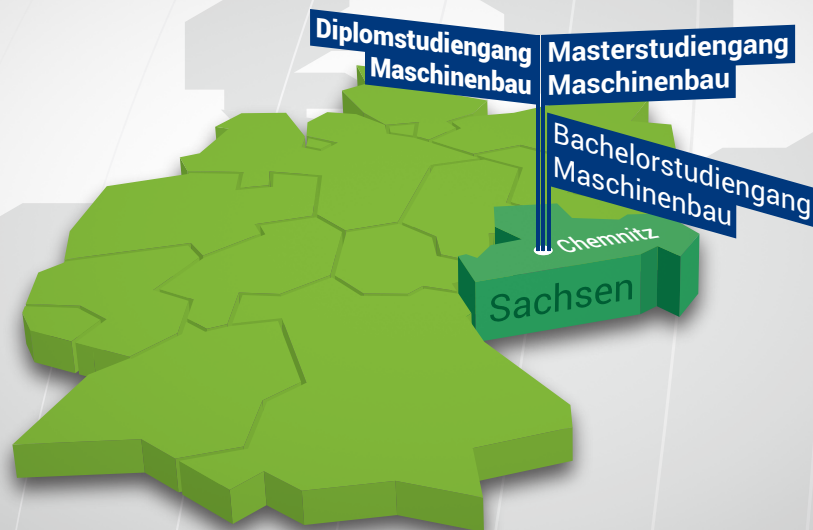 Diplomstudiengang
Maschinenbau
Masterstudiengang
Maschinenbau
Bachelorstudiengang
Maschinenbau
Chemnitz
Sachsen